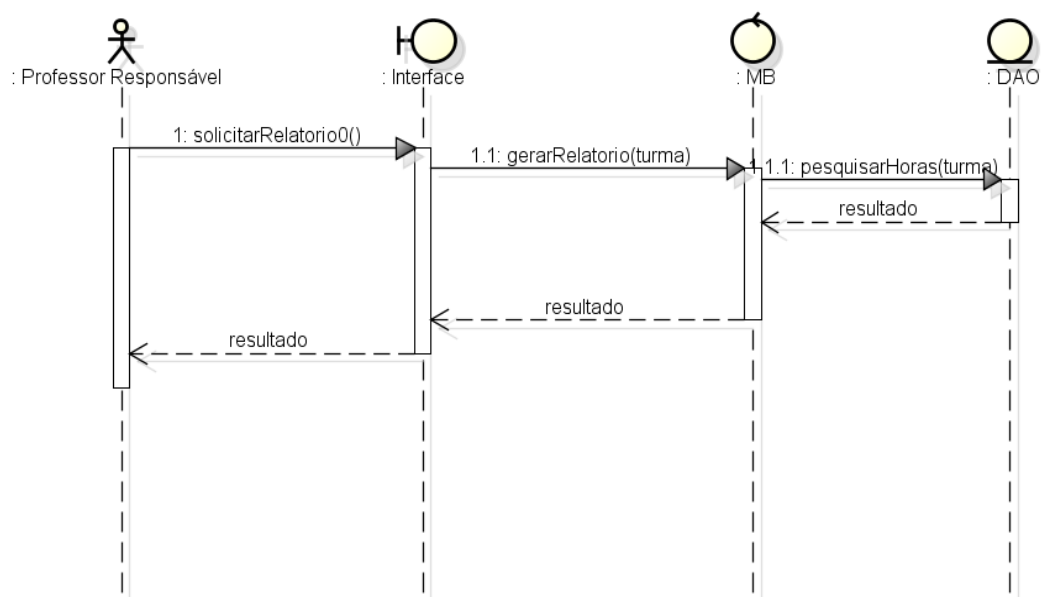 : Professor Responsável
: Interface
: MB
: DAO
1: solicitarRelatorio0()
1.1: gerarRelatorio(turma)
1.1.1: pesquisarHoras(turma)
resultado
resultado
resultado